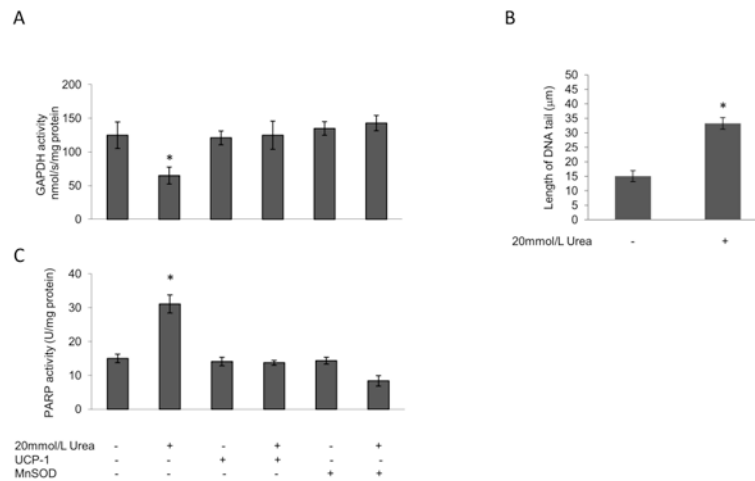 A
B
200
150
100
50
0
GAPDH activity
nmol/s/mg protein
*
50
45
40
35
30
25
20
15
10
5
0
Length of DNA tail (μm)
*
20mmol/L Urea - +
C
40
30
20
10
0
PARP activity (U/mg protein)
*
20mmol/L Urea - + - + - +
UCP-1 - - + + - -
MnSOD - - - - + +